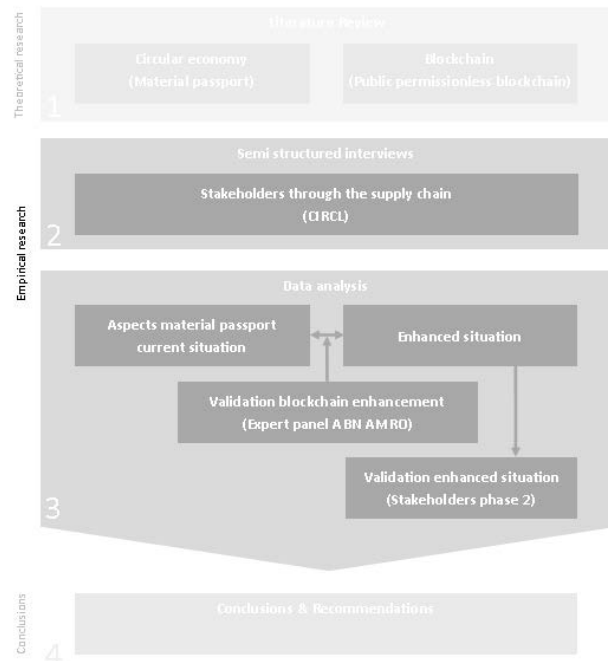 Theoretical research
Literature Review
Circular economy
(Material passport)
Blockchain
(Public permissionless blockchain)
1
Empirical research
Semi structured interviews
Stakeholders through the supply chain
(CIRCL)
2
Data analysis
Aspects material passport
current situation
Enhanced situation
Validation blockchain enhancement
(Expert panel ABN AMRO)
Validation enhanced situation
(Stakeholders phase 2)
3
Conclusions
Conclusions & Recommendations
4